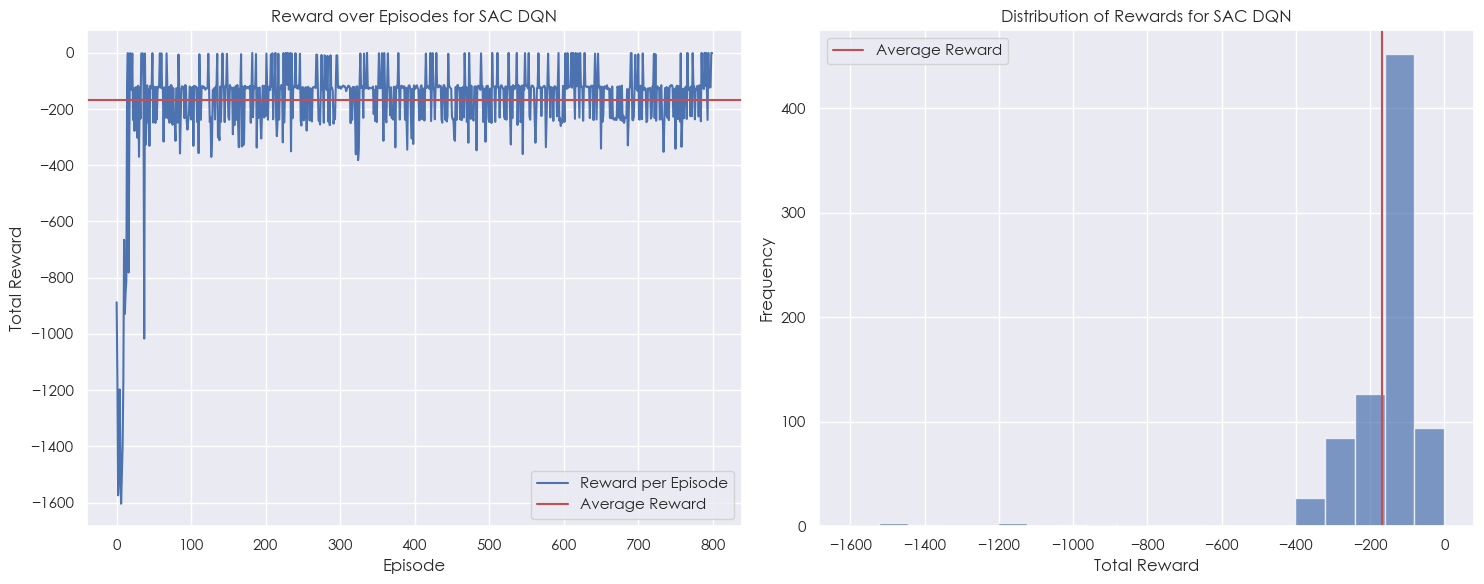 Reward over Episodes for SAC DQN
Total Reward
0
−200
−400
−600
−800
−1000
−1200
−1400
−1600
Reward per Episode
Average Reward
0 100 200 300 400 500 600 700 800
Episode
Distribution of Rewards for SAC DQN
Average Reward
Frequency
400
300
200
100
0
−1600 −1400 −1200 −1000 −800 −600 −400 −200 0
Total Reward